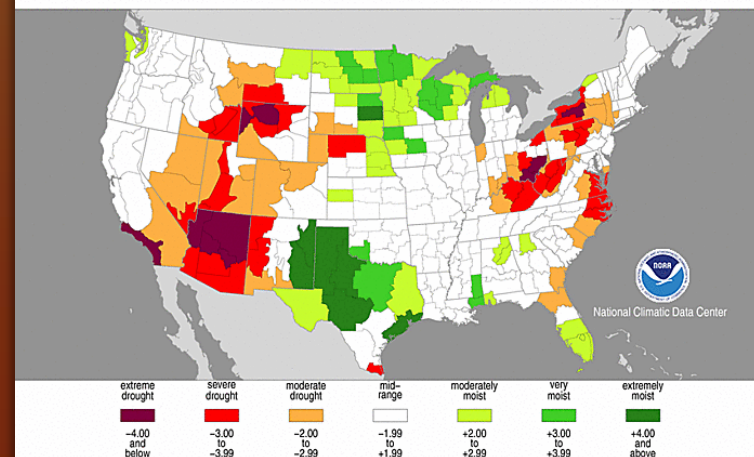 NOAA
National Climatic Data Center
extreme drought
severe drought
moderate drought
mid-range
moderately moist
very moist
extremely moist
-4.00 and below
-3.00 to -3.99
-2.00 to -2.99
-1.99 to +1.99
+2.00 to +2.99
+3.00 to +3.99
+4.00 and above